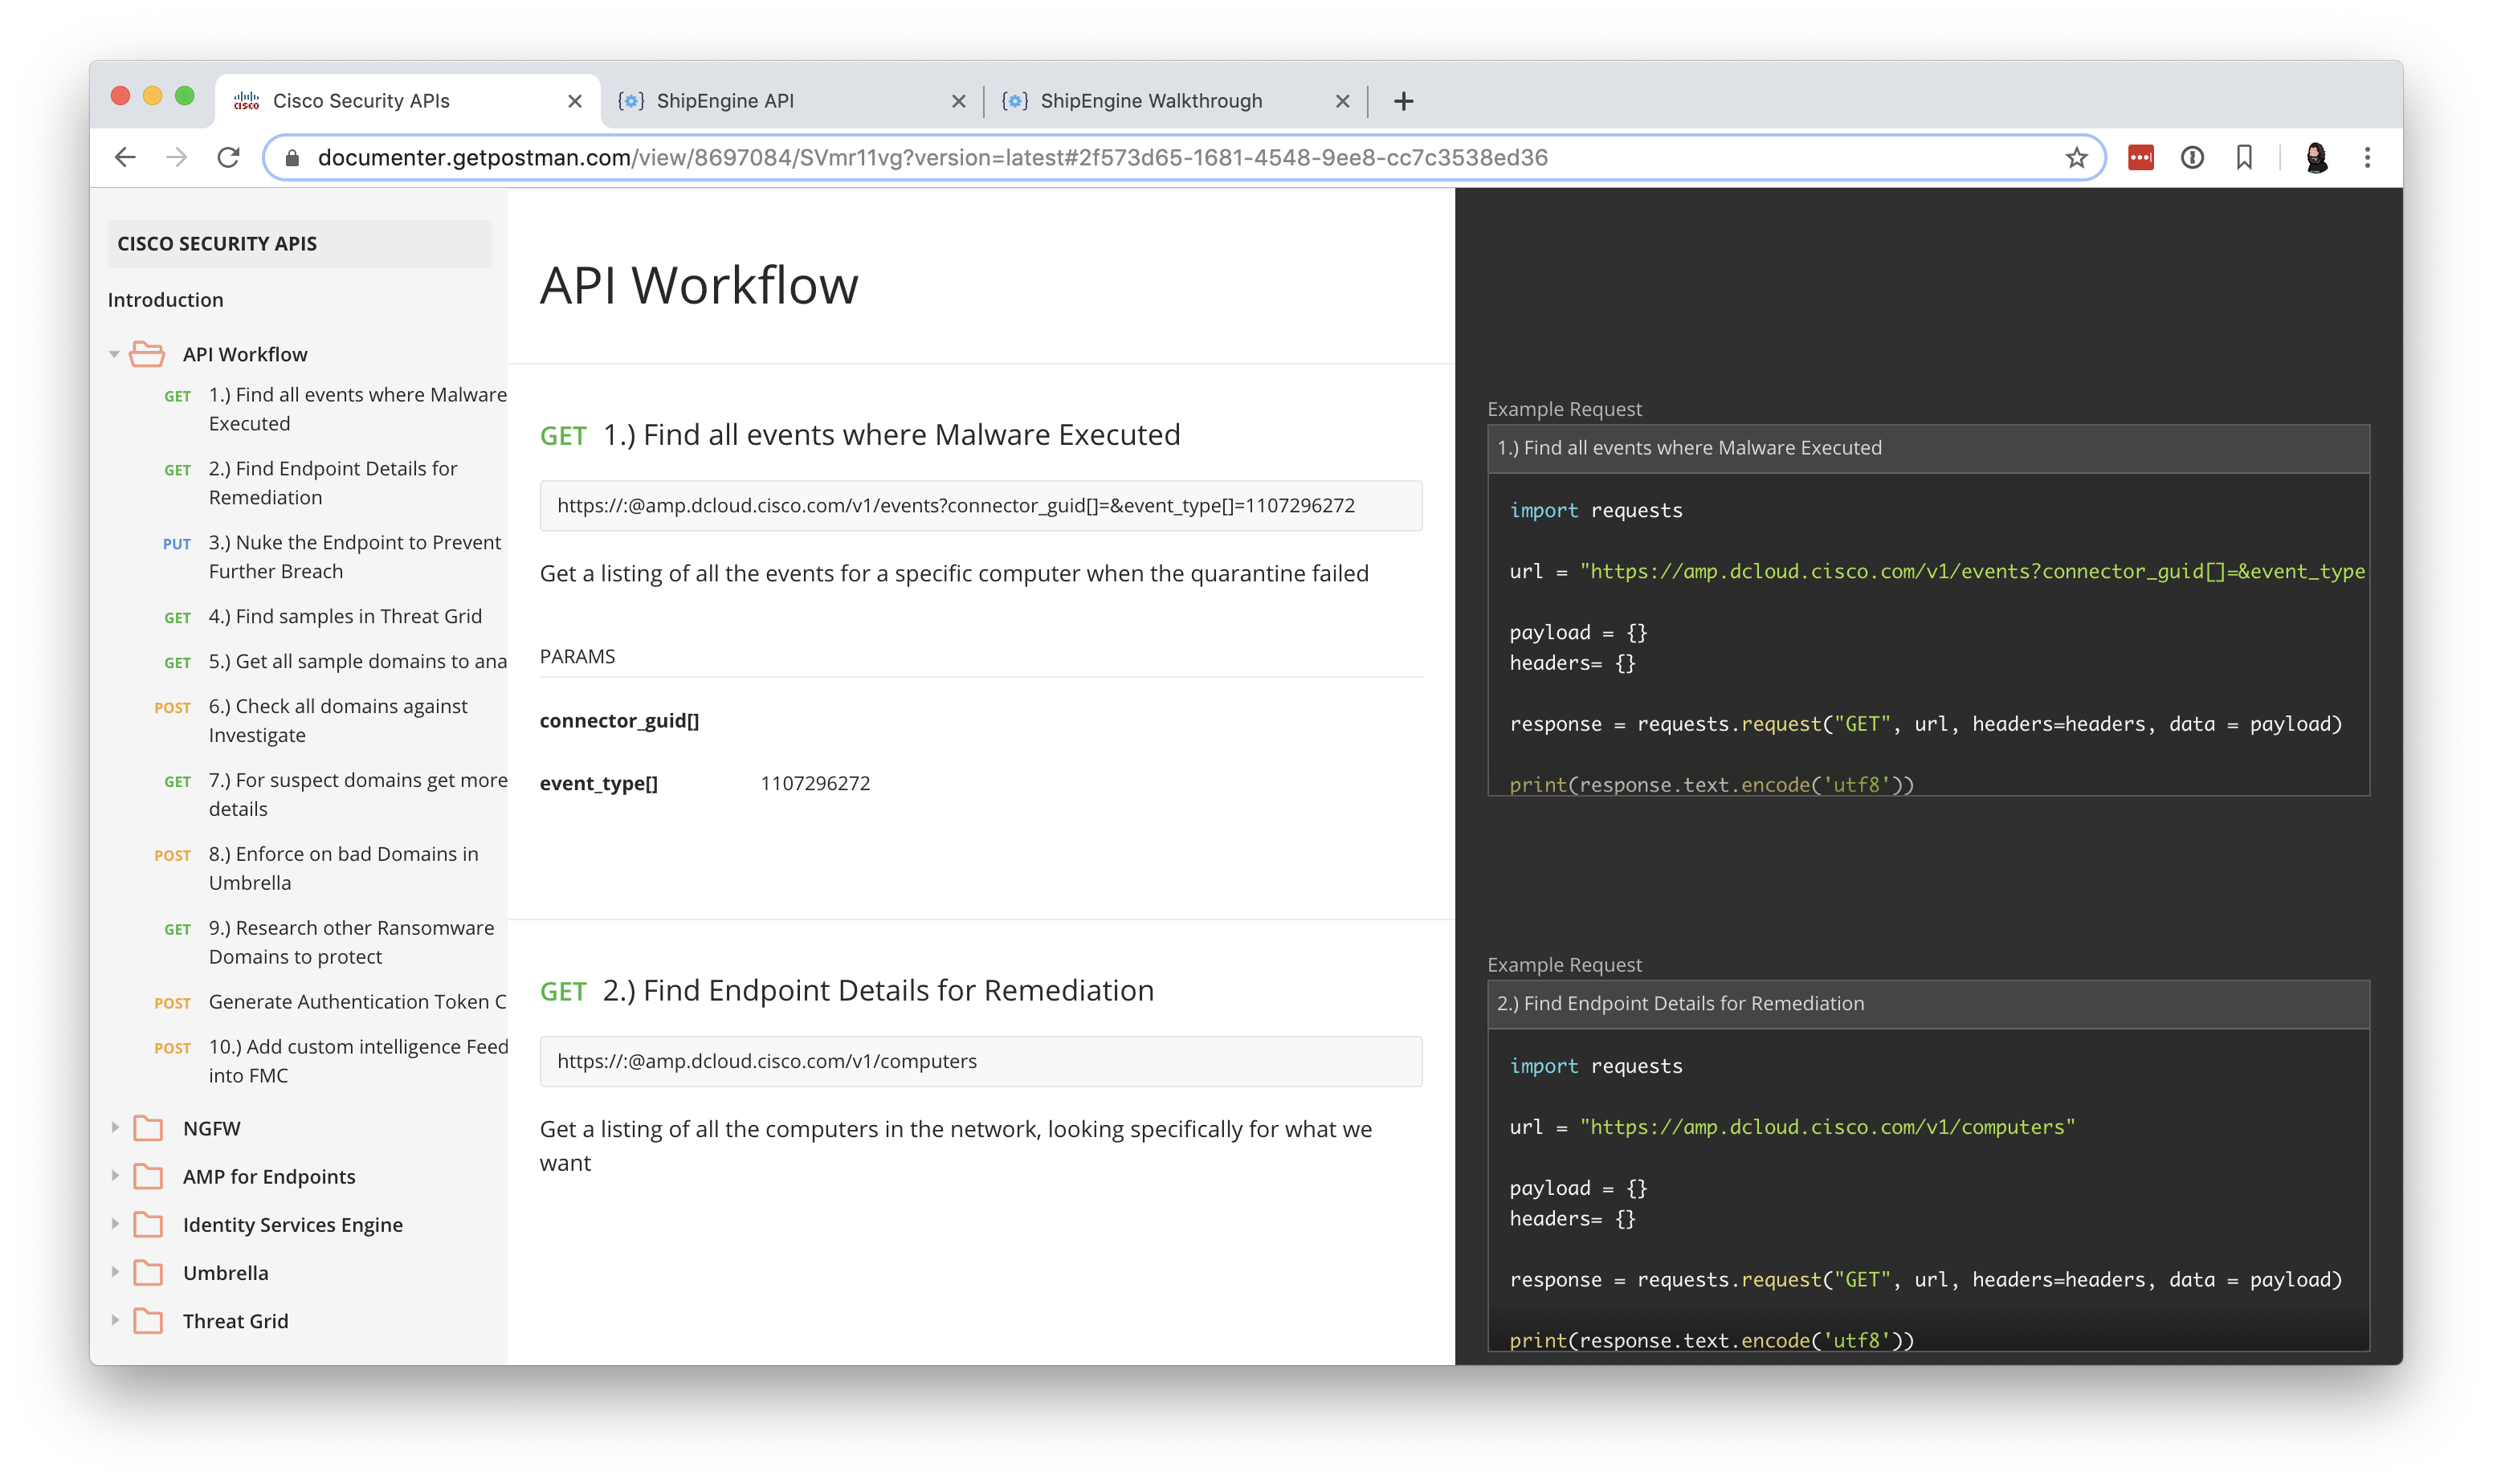 CISCO Cisco Security APIs
{⚙} ShipEngine API
{⚙} ShipEngine Walkthrough
documenter.getpostman.com/view/8697084/SVmr11vg?version=latest#2f573d65-1681-4548-9ee8-cc7c3538ed36
CISCO SECURITY APIS
Introduction
API Workflow
GET 1.) Find all events where Malware
Executed
GET 2.) Find Endpoint Details for
Remediation
PUT 3.) Nuke the Endpoint to Prevent
Further Breach
GET 4.) Find samples in Threat Grid
GET 5.) Get all sample domains to ana
POST 6.) Check all domains against
Investigate
GET 7.) For suspect domains get more
details
POST 8.) Enforce on bad Domains in
Umbrella
GET 9.) Research other Ransomware
Domains to protect
POST Generate Authentication Token C
POST 10.) Add custom intelligence Feed
into FMC
NGFW
AMP for Endpoints
Identity Services Engine
Umbrella
Threat Grid
API Workflow
GET 1.) Find all events where Malware Executed
https://:@amp.dcloud.cisco.com/v1/events?connector_guid[]=&event_type[]=1107296272
Get a listing of all the events for a specific computer when the quarantine failed
PARAMS
connector_guid[]
event_type[] 1107296272
GET 2.) Find Endpoint Details for Remediation
https://:@amp.dcloud.cisco.com/v1/computers
Get a listing of all the computers in the network, looking specifically for what we
want
Example Request
1.) Find all events where Malware Executed
import requests
url = "https://amp.dcloud.cisco.com/v1/events?connector_guid[]=&event_type
payload = {}
headers= {}
response = requests.request("GET", url, headers=headers, data = payload)
print(response.text.encode('utf8'))
Example Request
2.) Find Endpoint Details for Remediation
import requests
url = "https://amp.dcloud.cisco.com/v1/computers"
payload = {}
headers= {}
response = requests.request("GET", url, headers=headers, data = payload)
print(response.text.encode('utf8'))